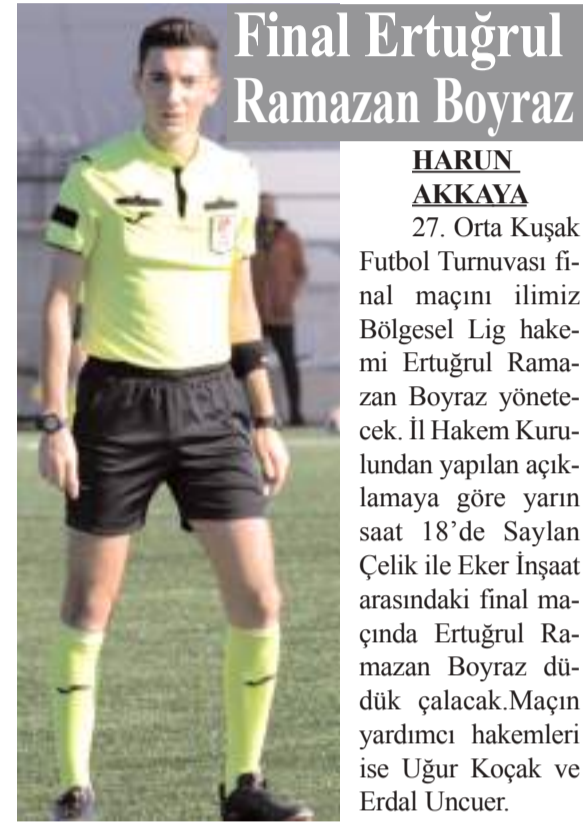 Final Ertuğrul
Ramazan Boyraz
HARUN
AKKAYA
27. Orta Kuşak
Futbol Turnuvası fi-
nal maçını ilimiz
Bölgesel Lig hake-
mi Ertuğrul Rama-
zan Boyraz yönete-
cek. İl Hakem Kuru-
lundan yapılan açık-
lamaya göre yarın
saat 18’de Saylan
Çelik ile Eker İnşaat
arasındaki final ma-
çında Ertuğrul Ra-
mazan Boyraz dü-
dük çalacak.Maçın
yardımcı hakemleri
ise Uğur Koçak ve
Erdal Uncuer.